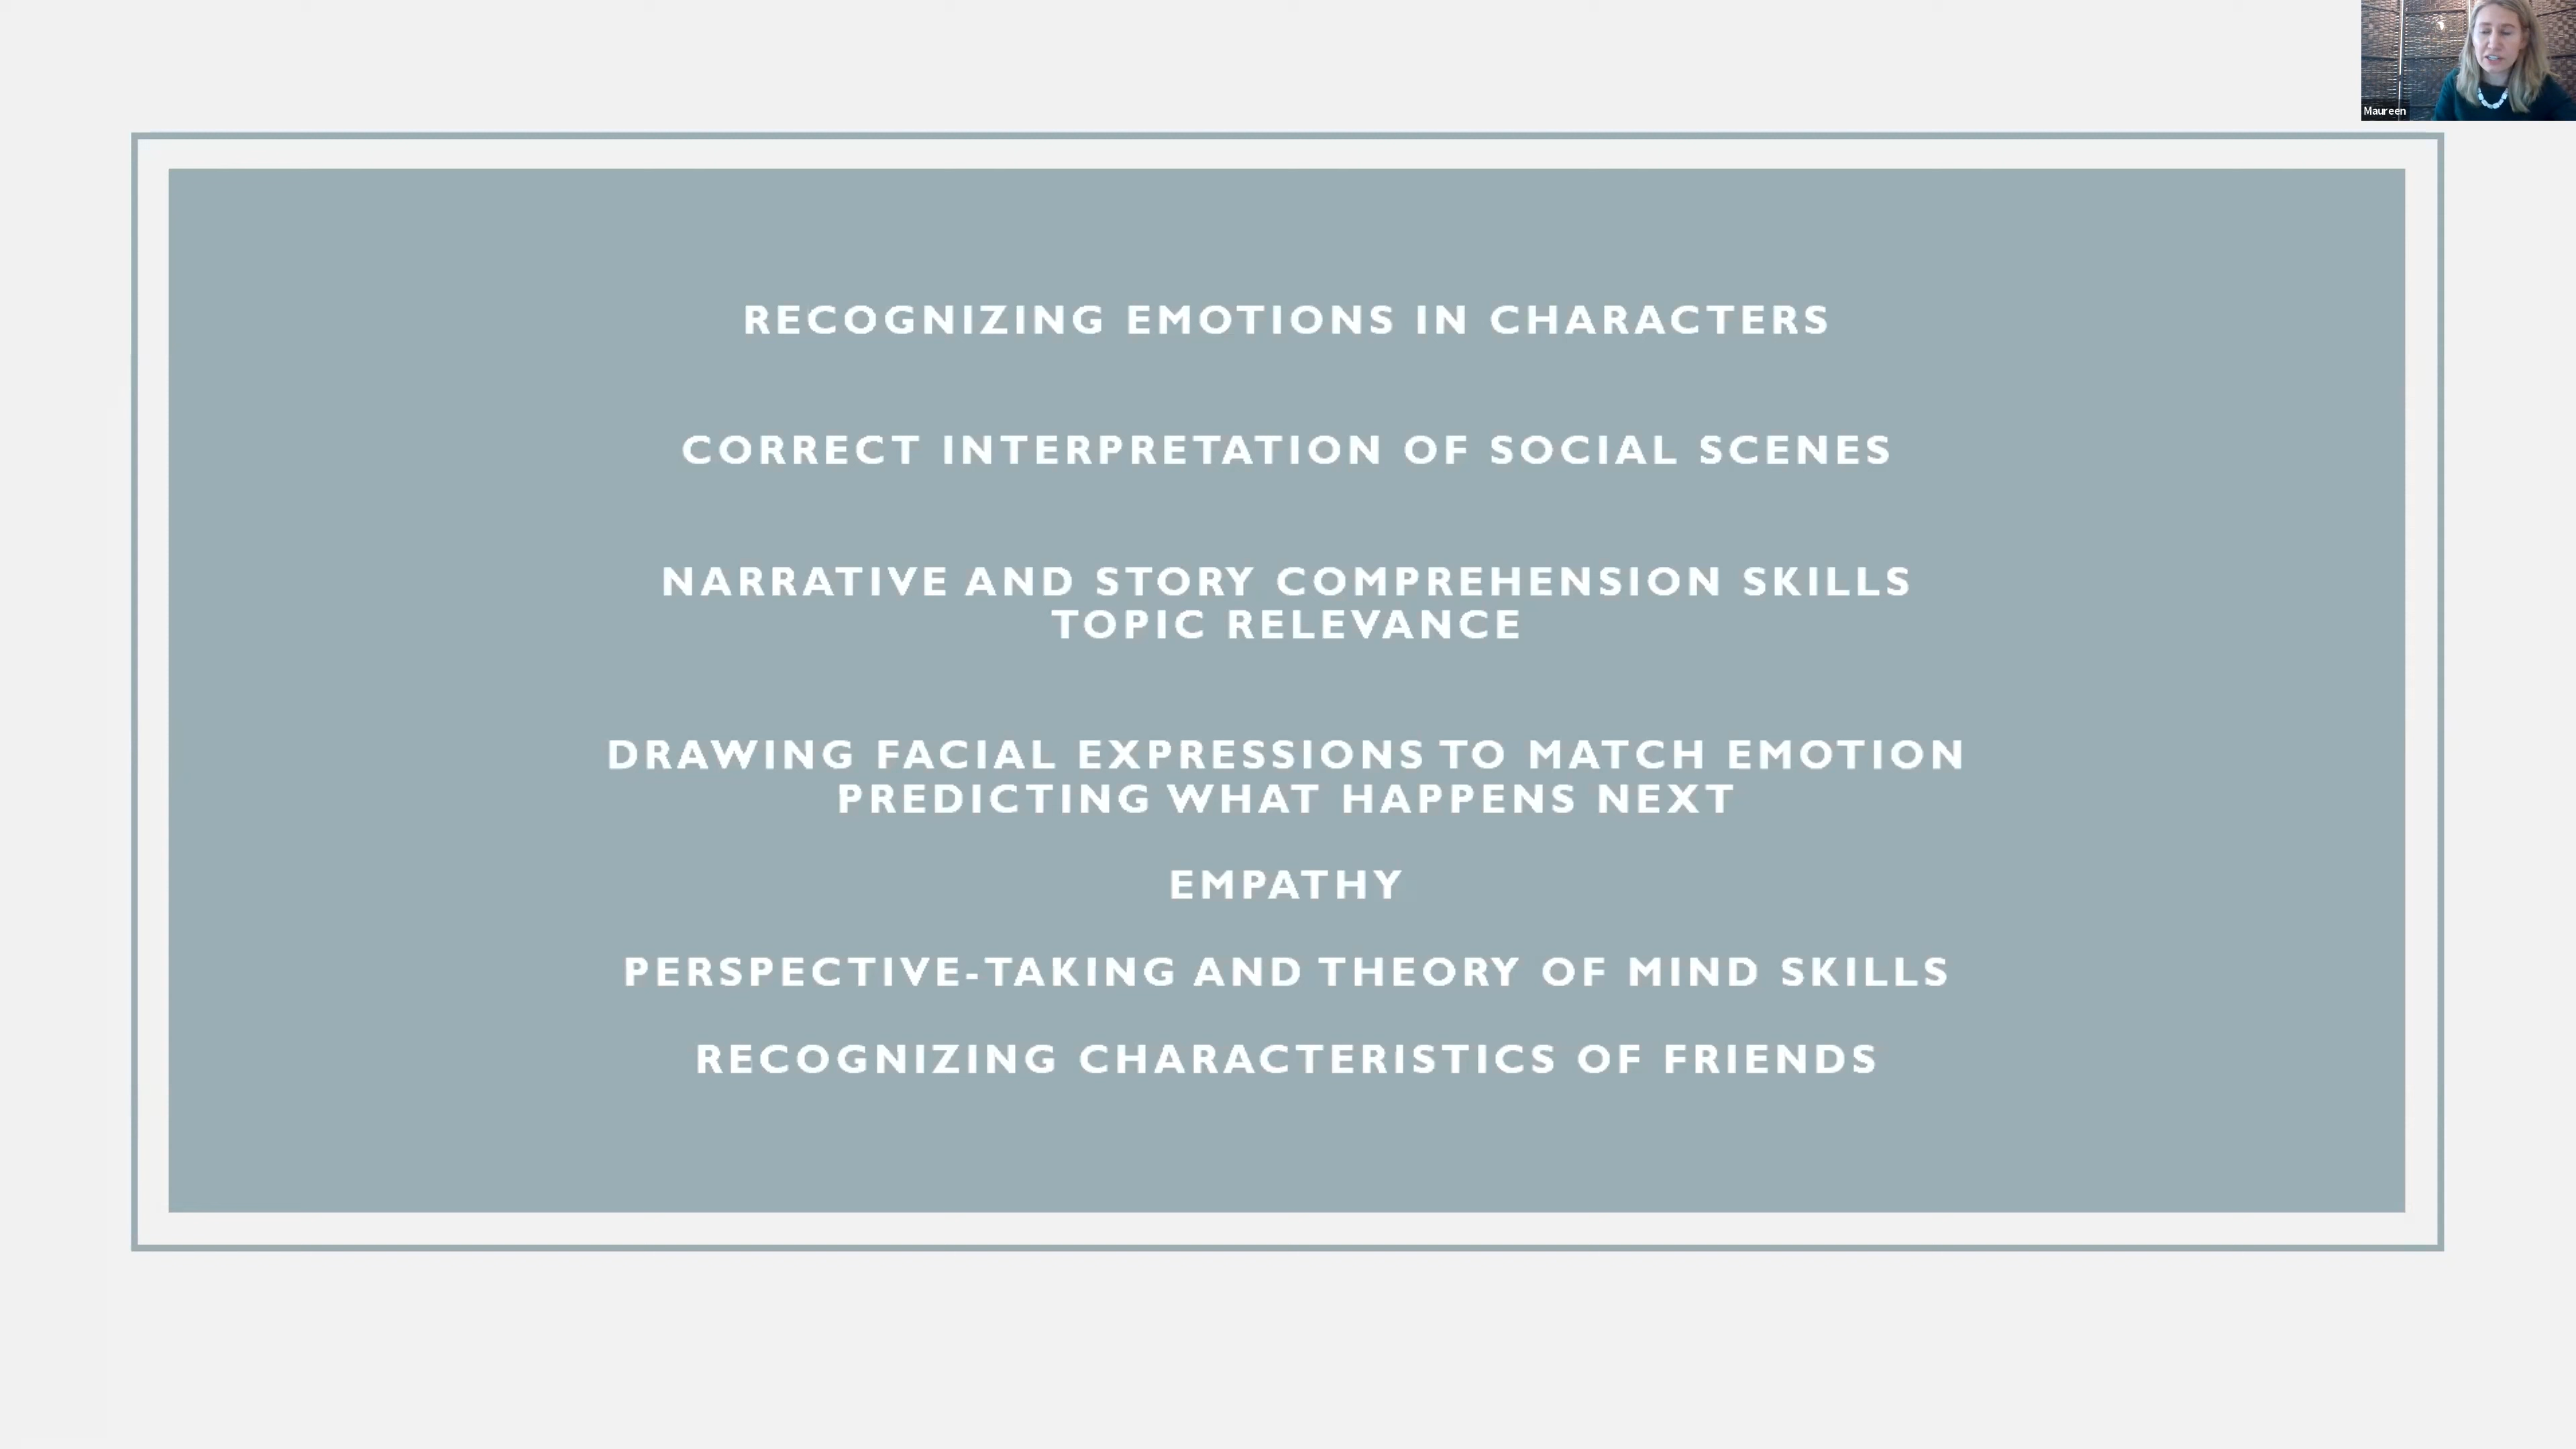 Maureen
RECOGNIZING EMOTIONS IN CHARACTERS
CORRECT INTERPRETATION OF SOCIAL SCENES
NARRATIVE AND STORY COMPREHENSION SKILLS
TOPIC RELEVANCE
DRAWING FACIAL EXPRESSIONS TO MATCH EMOTION
PREDICTING WHAT HAPPENS NEXT
EMPATHY
PERSPECTIVE-TAKING AND THEORY OF MIND SKILLS
RECOGNIZING CHARACTERISTICS OF FRIENDS